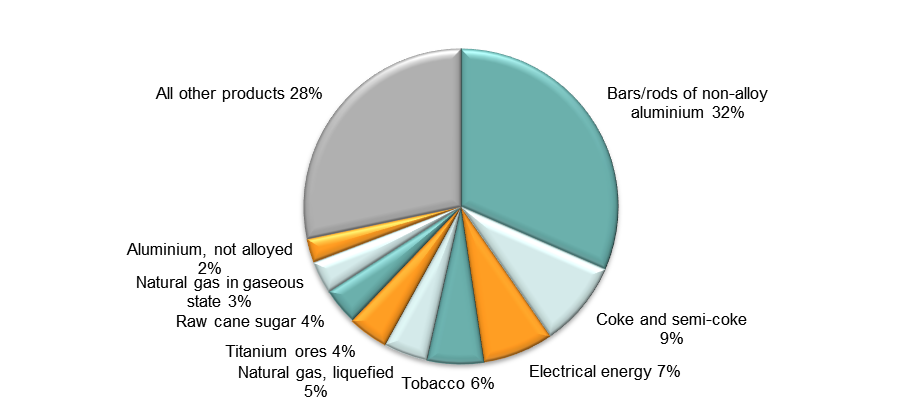 All other products 28%
Bars/rods of non-alloy
aluminium 32%
Aluminium, not alloyed
2%
Natural gas in gaseous
state 3%
Raw cane sugar 4%
Titanium ores 4%
Natural gas, liquefied
5%
Tobacco 6%
Electrical energy 7%
Coke and semi-coke
9%